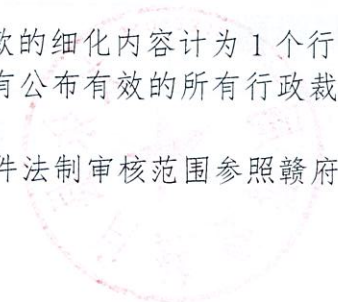 款的细化内容计为1个行
有公布有效的所有行政裁
件法制审核范围参照赣府